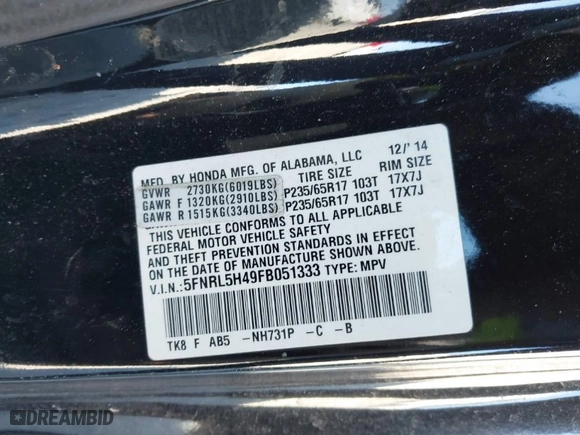 MFD. BY HONDA MFG. OF ALABAMA, LLC 12/'14
GVWR 2730KG(6019LBS) TIRE SIZE RIM SIZE
GAWR F 1320KG(2910LBS) P235/65R17 103T 17X7J
GAWR R 1515KG(3340LBS) P235/65R17 103T 17X7J
THIS VEHICLE CONFORMS TO ALL APPLICABLE
FEDERAL MOTOR VEHICLE SAFETY
AND THEFT PREVENTION STANDARDS IN EFFECT
ON THE DATE OF MANUFACTURE SHOWN ABOVE.
V.I.N.:5FNRL5H49FB051333 TYPE: MPV
TK8 F AB5 -NH731P -C -B
DREAMBID